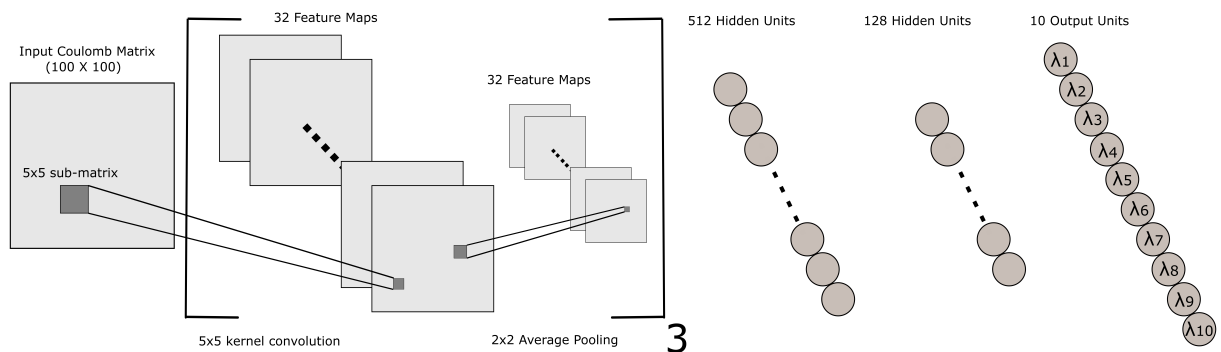 Input Coulomb Matrix
(100 X 100)
5x5 sub-matrix
32 Feature Maps
32 Feature Maps
5x5 kernel convolution
2x2 Average Pooling
3
512 Hidden Units
128 Hidden Units
10 Output Units
λ1
λ2
λ3
λ4
λ5
λ6
λ7
λ8
λ9
λ10